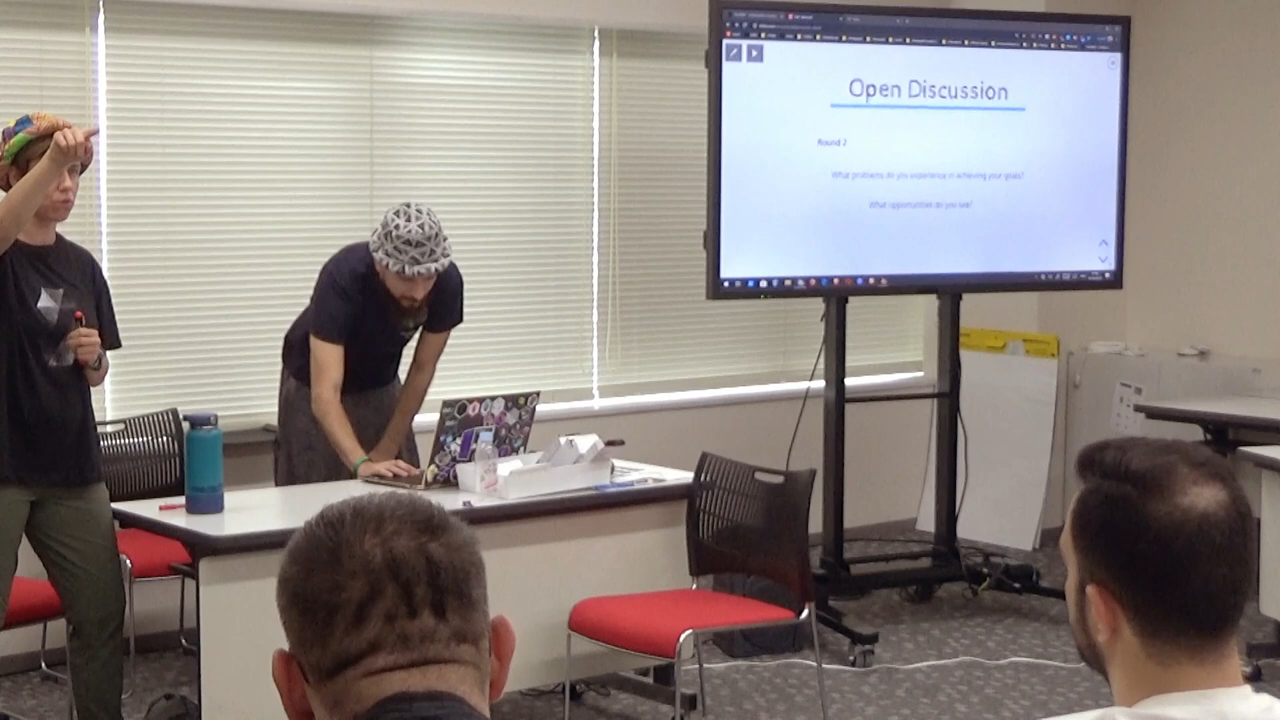 Open Discussion
Round 2
What problems do you experience in achieving your goals?
What opportunities do you see?